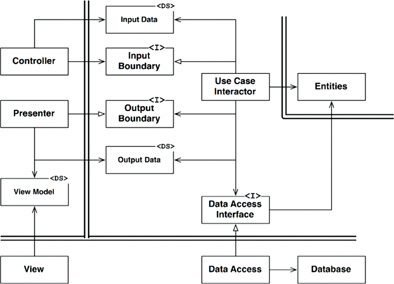 <DS>
Input Data
<I>
Controller
Input
Boundary
Use Case
Interactor
Entities
<I>
Presenter
Output
Boundary
<DS>
Output Data
<DS>
View Model
<I>
Data Access
Interface
View
Data Access
Database